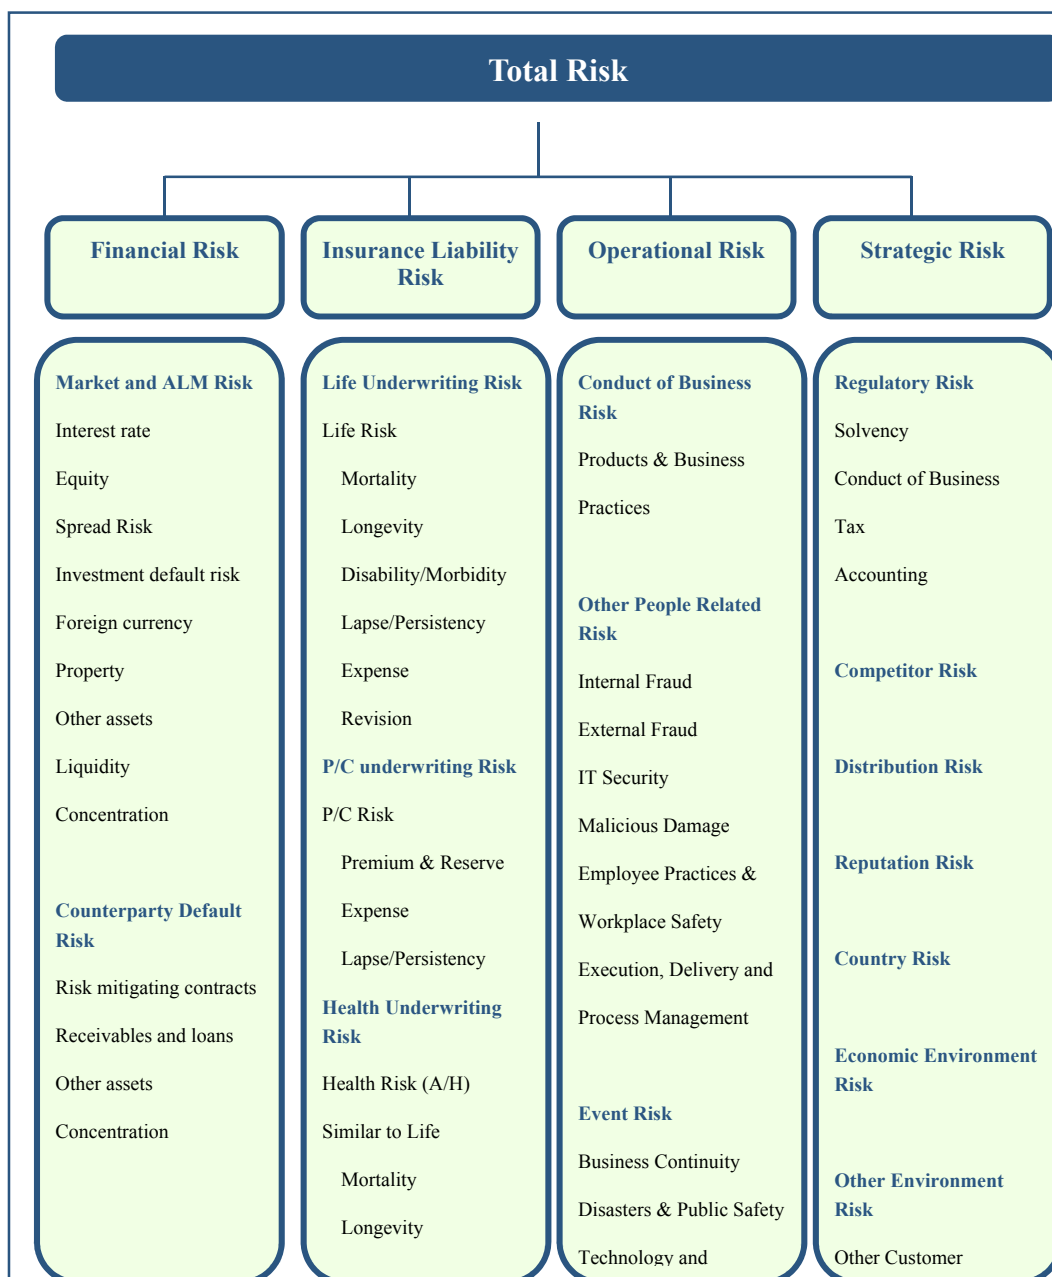 Total Risk
Financial Risk
Insurance Liability
Risk
Operational Risk
Strategic Risk
Market and ALM Risk
Interest rate
Equity
Spread Risk
Investment default risk
Foreign currency
Property
Other assets
Liquidity
Concentration
Counterparty Default
Risk
Risk mitigating contracts
Receivables and loans
Other assets
Concentration
Life Underwriting Risk
Life Risk
Mortality
Longevity
Disability/Morbidity
Lapse/Persistency
Expense
Revision
P/C underwriting Risk
P/C Risk
Premium & Reserve
Expense
Lapse/Persistency
Health Underwriting
Risk
Health Risk (A/H)
Similar to Life
Mortality
Longevity
Conduct of Business
Risk
Products & Business
Practices
Other People Related
Risk
Internal Fraud
External Fraud
IT Security
Malicious Damage
Employee Practices &
Workplace Safety
Execution, Delivery and
Process Management
Event Risk
Business Continuity
Disasters & Public Safety
Technology and
Regulatory Risk
Solvency
Conduct of Business
Tax
Accounting
Competitor Risk
Distribution Risk
Reputation Risk
Country Risk
Economic Environment
Risk
Other Environment
Risk
Other Customer